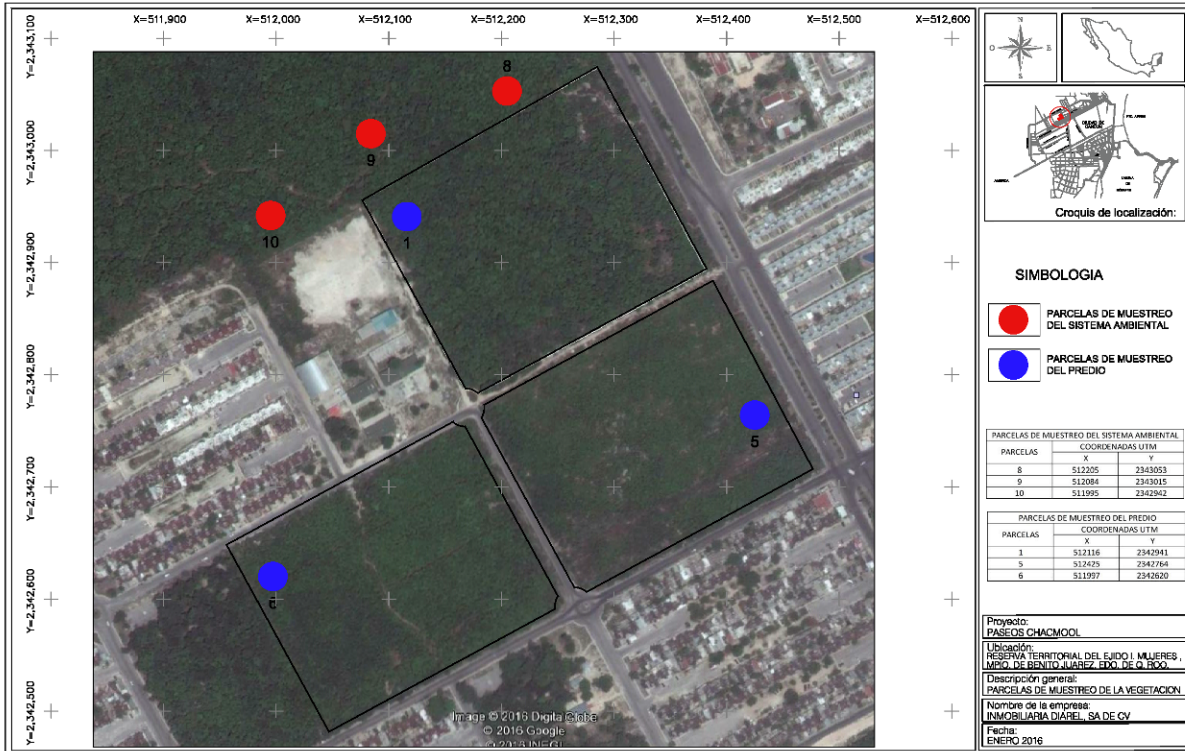 X=511,900 X=512,000 X=512,100 X=512,200 X=512,300 X=512,400 X=512,500 X=512,600
Y=2,343,100
Y=2,343,000
Y=2,342,900
Y=2,342,800
Y=2,342,700
Y=2,342,600
Y=2,342,500
8
9
10
1
5
6
Image © 2016 Digital Globe
© 2016 Google
© 2016 INEGI
N
O E
S
CIUDAD DE
CANCUN
Croquis de localización:
SIMBOLOGIA
PARCELAS DE MUESTREO
DEL SISTEMA AMBIENTAL
PARCELAS DE MUESTREO
DEL PREDIO
PARCELAS DE MUESTREO DEL SISTEMA AMBIENTAL
PARCELAS COORDENADAS UTM
X Y
8 512205 2343053
9 512084 2343015
10 511995 2342942
PARCELAS DE MUESTREO DEL PREDIO
PARCELAS COORDENADAS UTM
X Y
1 512116 2342941
5 512425 2342764
6 511997 2342620
Proyecto:
PASEOS CHACMOOL
Ubicación:
RESERVA TERRITORIAL DEL EJIDO I. MUJERES,
MPIO. DE BENITO JUAREZ, EDO. DE Q. ROO.
Descripción general:
PARCELAS DE MUESTREO DE LA VEGETACION
Nombre de la empresa:
INMOBILIARIA DIAREL, SA DE CV
Fecha:
ENERO 2016